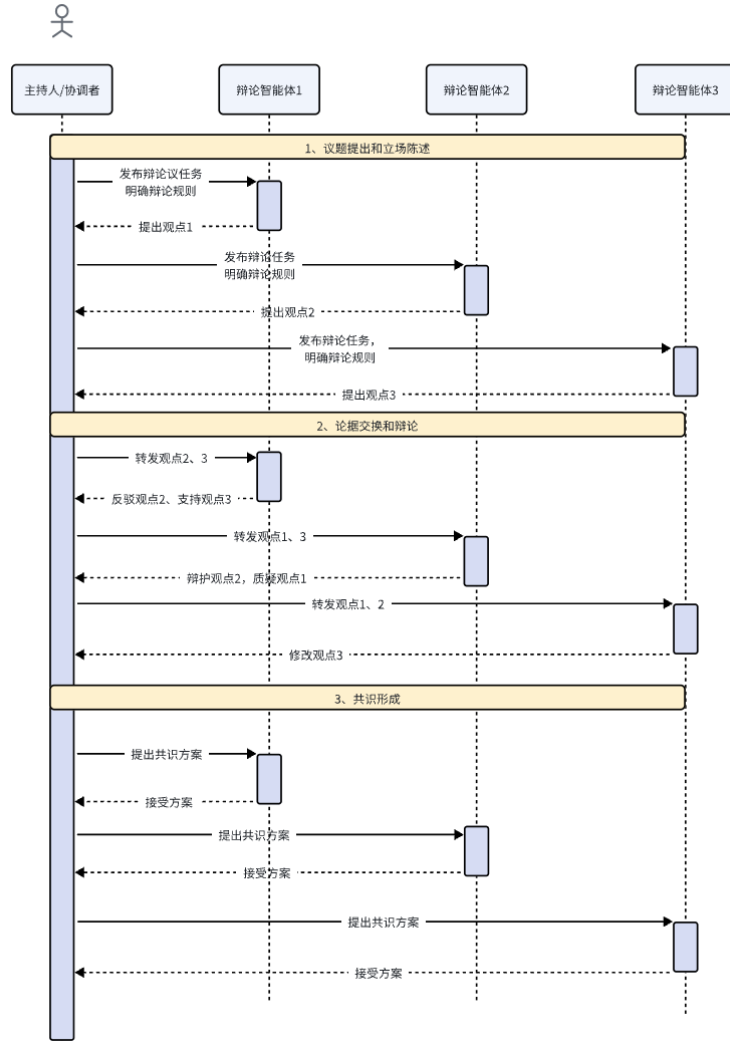 主持人/协调者
辩论智能体1
辩论智能体2
辩论智能体3
1、议题提出和立场陈述
发布辩论议任务
明确辩论规则
提出观点1
发布辩论任务
明确辩论规则
提出观点2
发布辩论任务，
明确辩论规则
提出观点3
2、论据交换和辩论
转发观点2、3
反驳观点2、支持观点3
转发观点1、3
辩护观点2，质疑观点1
转发观点1、2
修改观点3
3、共识形成
提出共识方案
接受方案
提出共识方案
接受方案
提出共识方案
接受方案